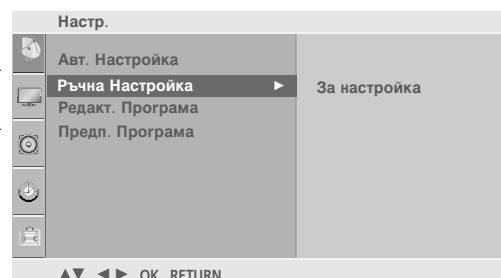 Настр.
Авт. Настройка
Ръчна Настройка ► За настройка
Редакт. Програма
Предп. Програма
▲▼ ◄► OK RETURN